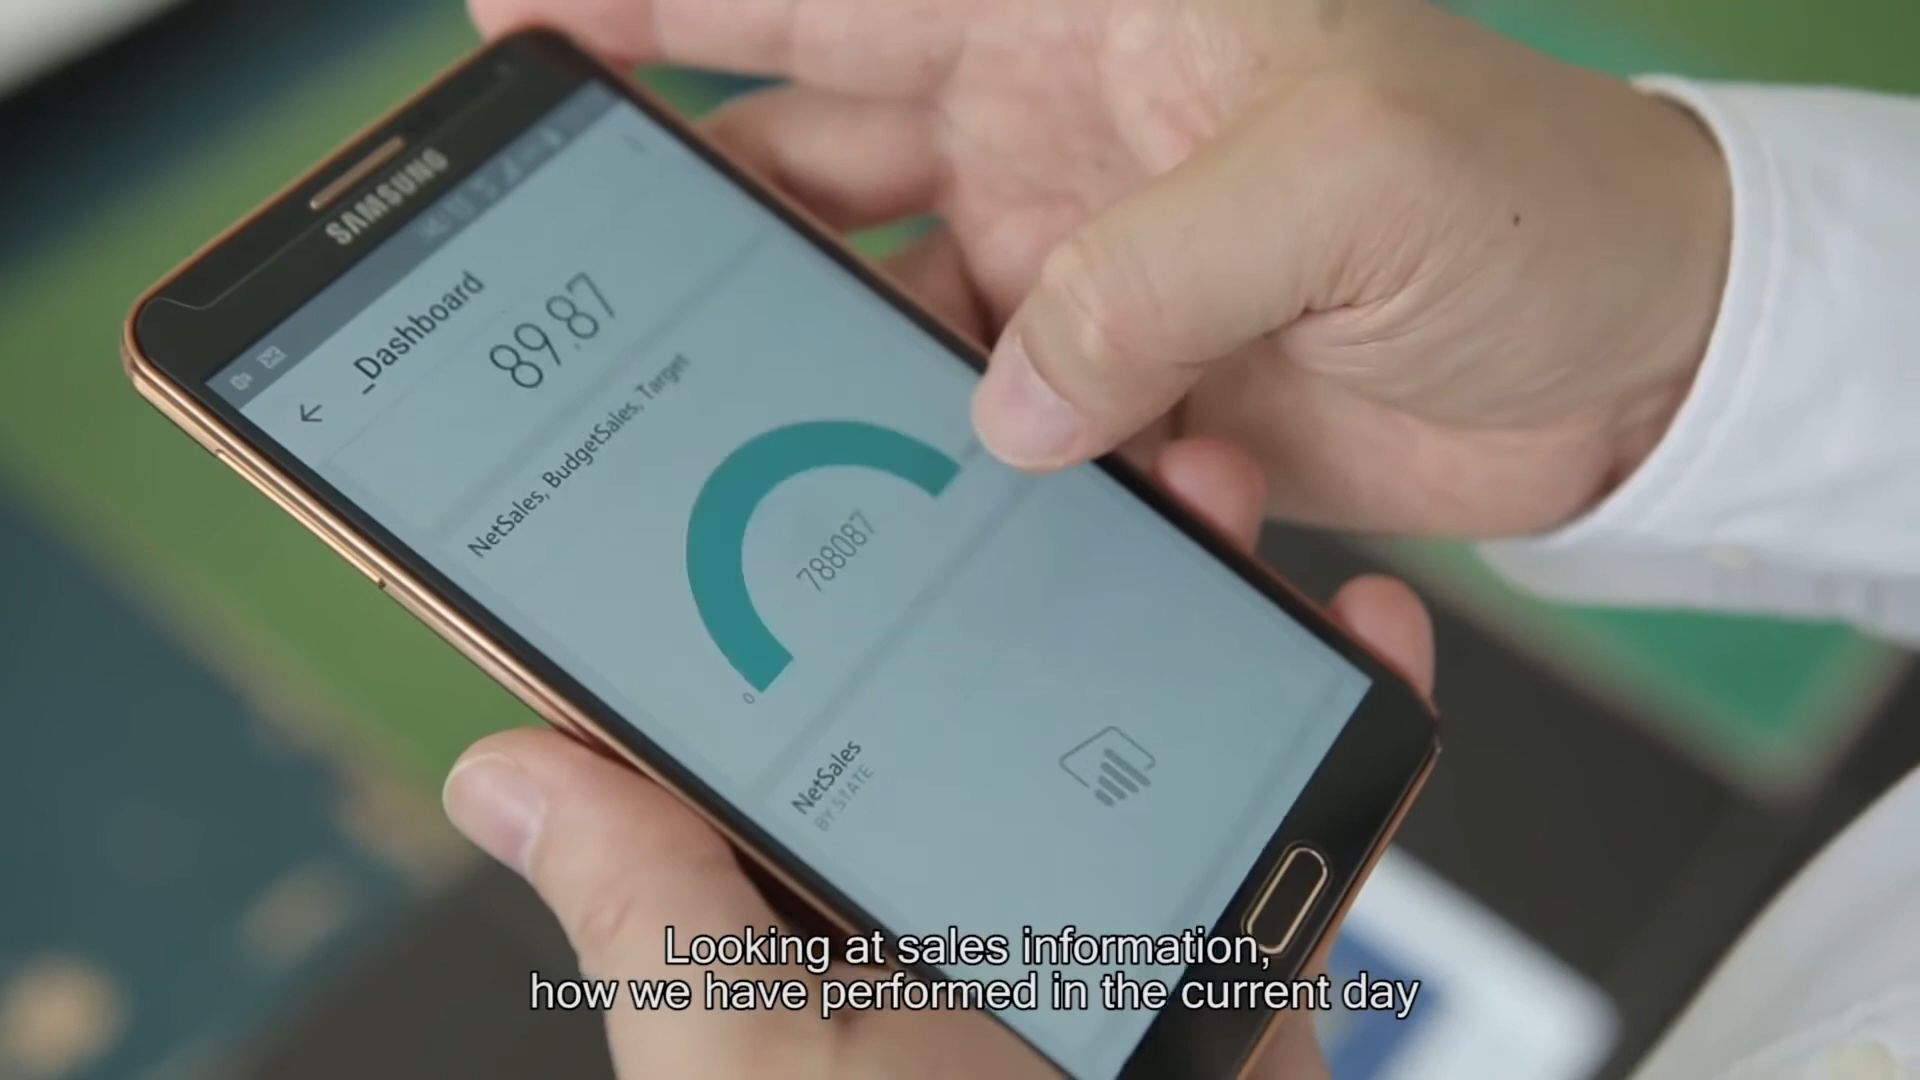 SAMSUNG
_Dashboard
89.87
NetSales, BudgetSales, Target
788087
0
NetSales
BY STATE
Looking at sales information,
how we have performed in the current day